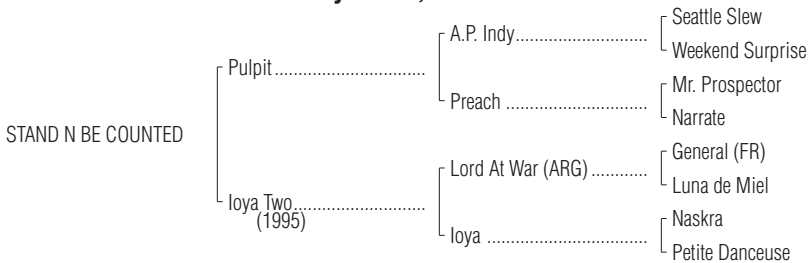 Seattle Slew
A.P. Indy
Weekend Surprise
Pulpit
Mr. Prospector
Preach
Narrate
STAND N BE COUNTED
General (FR)
Lord At War (ARG)
Luna de Miel
Ioya Two
(1995)
Naskra
Ioya
Petite Danceuse